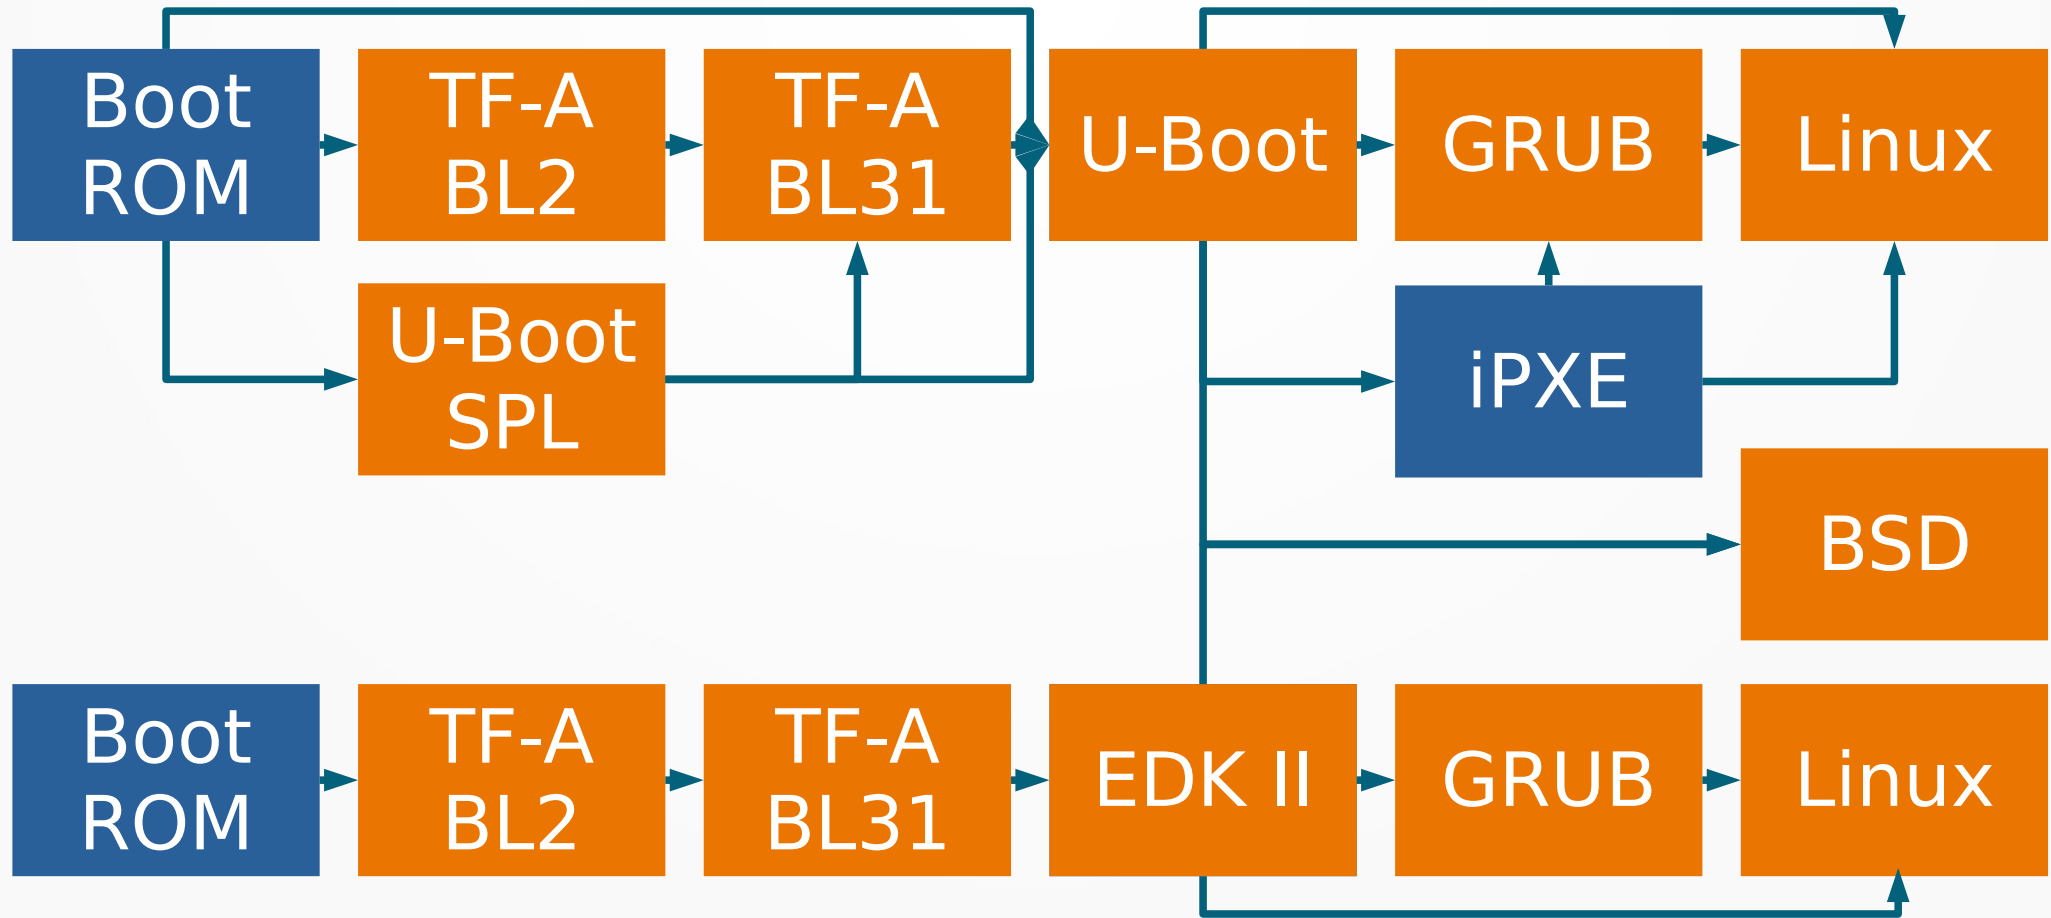 Boot
ROM
TF-A
BL2
TF-A
BL31
U-Boot
GRUB
Linux
U-Boot
SPL
iPXE
BSD
Boot
ROM
TF-A
BL2
TF-A
BL31
EDK II
GRUB
Linux